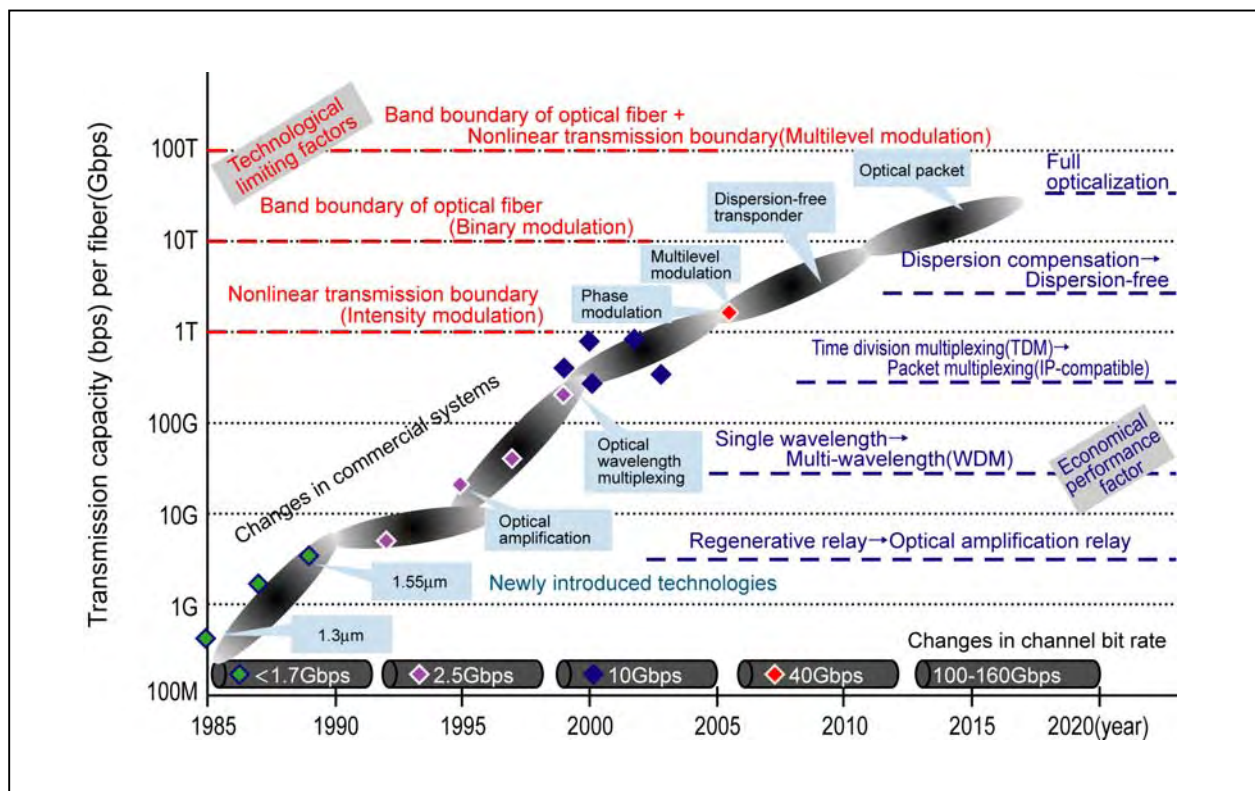 Transmission capacity (bps) per fiber(Gbps)
100T
10T
1T
100G
10G
1G
100M
Technological
limiting factors
Band boundary of optical fiber +
Nonlinear transmission boundary(Multilevel modulation)
Band boundary of optical fiber
(Binary modulation)
Nonlinear transmission boundary
(Intensity modulation)
Changes in commercial systems
Optical packet
Dispersion-free
transponder
Multilevel
modulation
Phase
modulation
Optical
wavelength
multiplexing
Optical
amplification
1.55μm
1.3μm
Newly introduced technologies
Full
opticalization
Dispersion compensation→
Dispersion-free
Time division multiplexing(TDM)→
Packet multiplexing(IP-compatible)
Single wavelength→
Multi-wavelength(WDM)
Economical
performance
factor
Regenerative relay→Optical amplification relay
Changes in channel bit rate
<1.7Gbps
2.5Gbps
10Gbps
40Gbps
100-160Gbps
1985
1990
1995
2000
2005
2010
2015
2020(year)